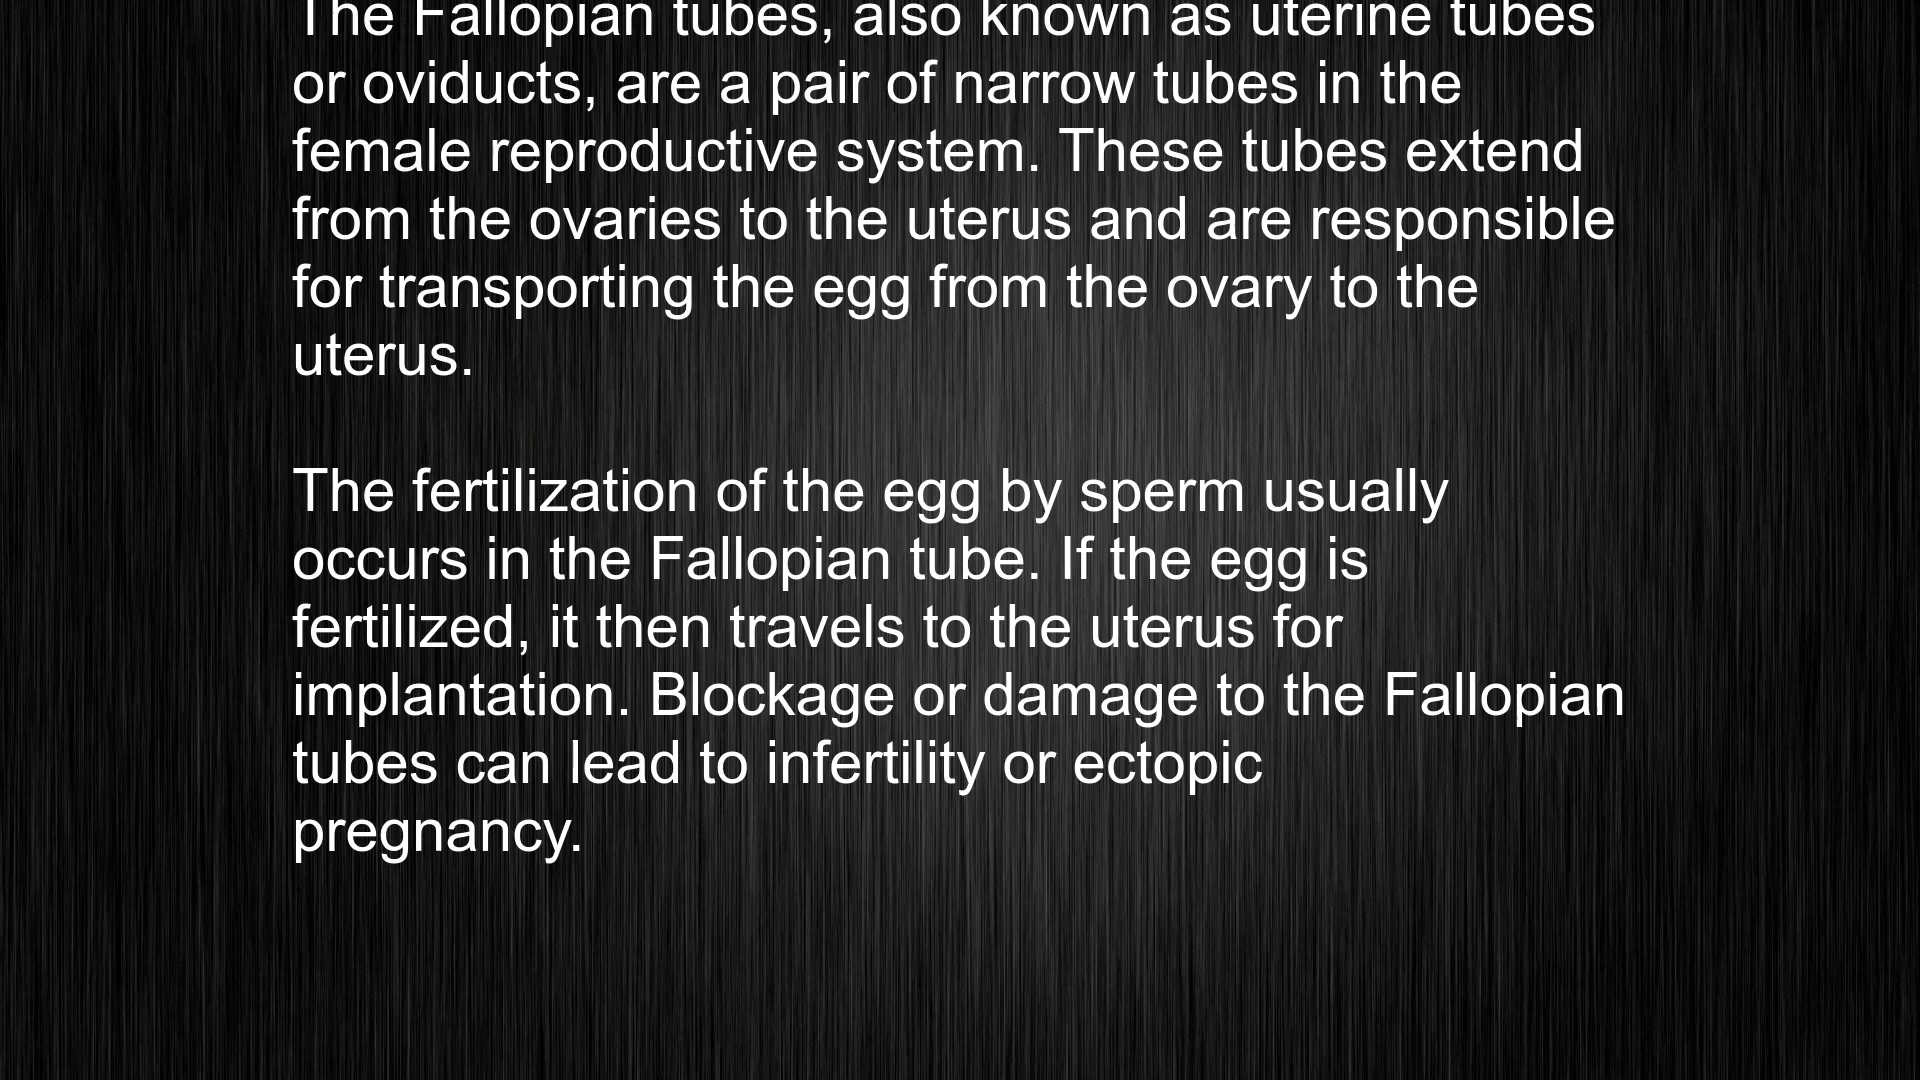 The Fallopian tubes, also known as uterine tubes
or oviducts, are a pair of narrow tubes in the
female reproductive system. These tubes extend
from the ovaries to the uterus and are responsible
for transporting the egg from the ovary to the
uterus.
The fertilization of the egg by sperm usually
occurs in the Fallopian tube. If the egg is
fertilized, it then travels to the uterus for
implantation. Blockage or damage to the Fallopian
tubes can lead to infertility or ectopic
pregnancy.